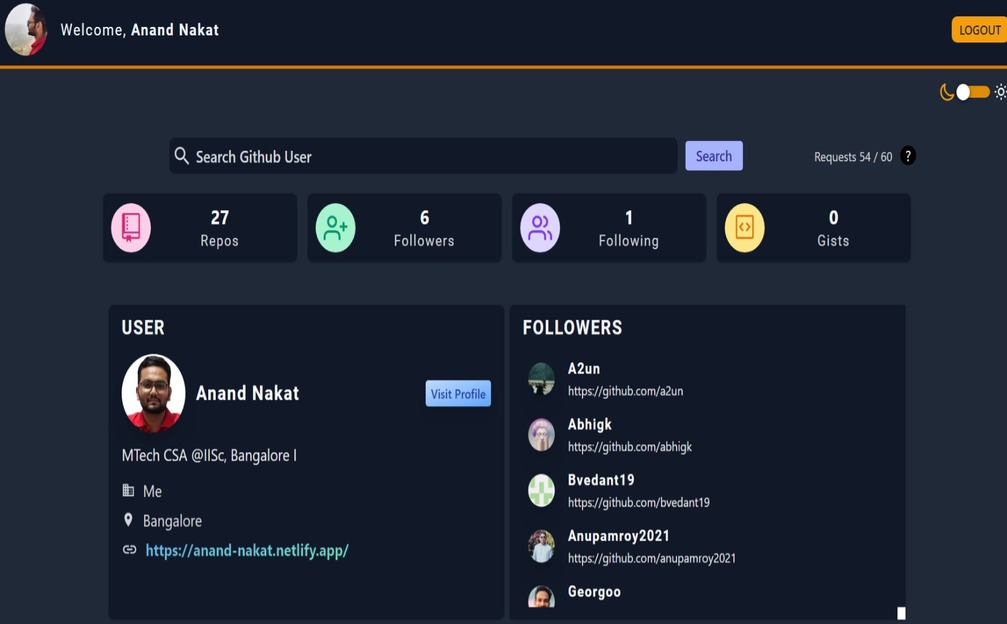 Welcome, Anand Nakat
LOGOUT
Search Github User
Search
Requests 54 / 60
?
27
Repos
6
Followers
1
Following
0
Gists
USER
Anand Nakat
Visit Profile
MTech CSA @IISc, Bangalore I
Me
Bangalore
https://anand-nakat.netlify.app/
FOLLOWERS
A2un
https://github.com/a2un
Abhigk
https://github.com/abhigk
Bvedant19
https://github.com/bvedant19
Anupamroy2021
https://github.com/anupamroy2021
Georgoo